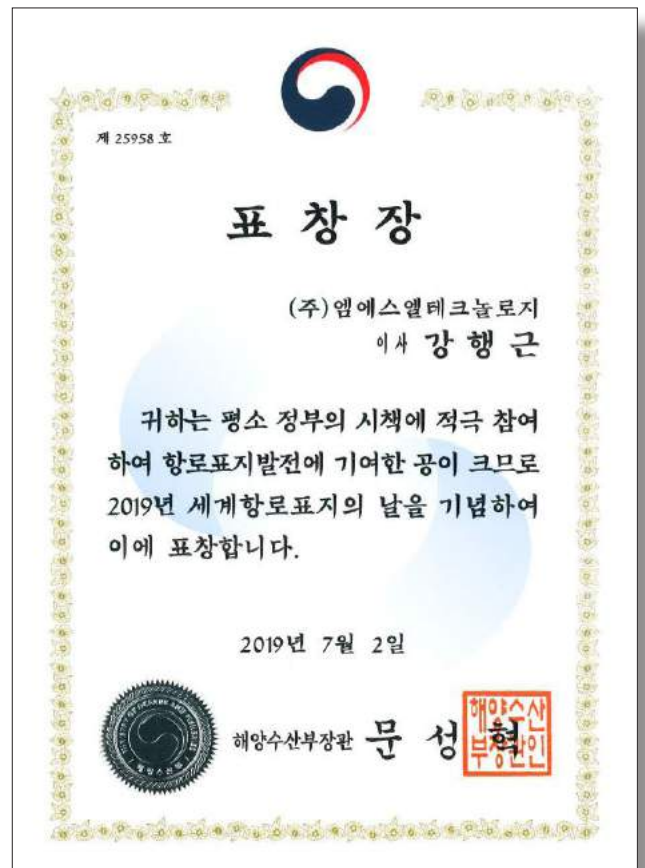 제 25958 호
표 창 장
(주)엠에스엘테크놀로지
이사 강 행 근
귀하는 평소 정부의 시책에 적극 참여
하여 항로표지발전에 기여한 공이 크므로
2019년 세계항로표지의 날을 기념하여
이에 표창합니다.
2019년 7월 2일
해양수산부장관 문 성 혁
해양수산
부장관인